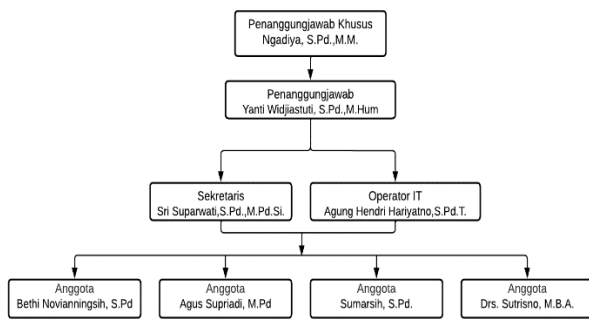 Penanggungjawab Khusus
Ngadiya, S.Pd.,M.M.
Penanggungjawab
Yanti Widjiastuti, S.Pd.,M.Hum
Sekretaris
Sri Suparwati,S.Pd.,M.Pd.Si.
Operator IT
Agung Hendri Hariyatno,S.Pd.T.
Anggota
Bethi Novianningsih, S.Pd
Anggota
Agus Supriadi, M.Pd
Anggota
Sumarsih, S.Pd.
Anggota
Drs. Sutrisno, M.B.A.